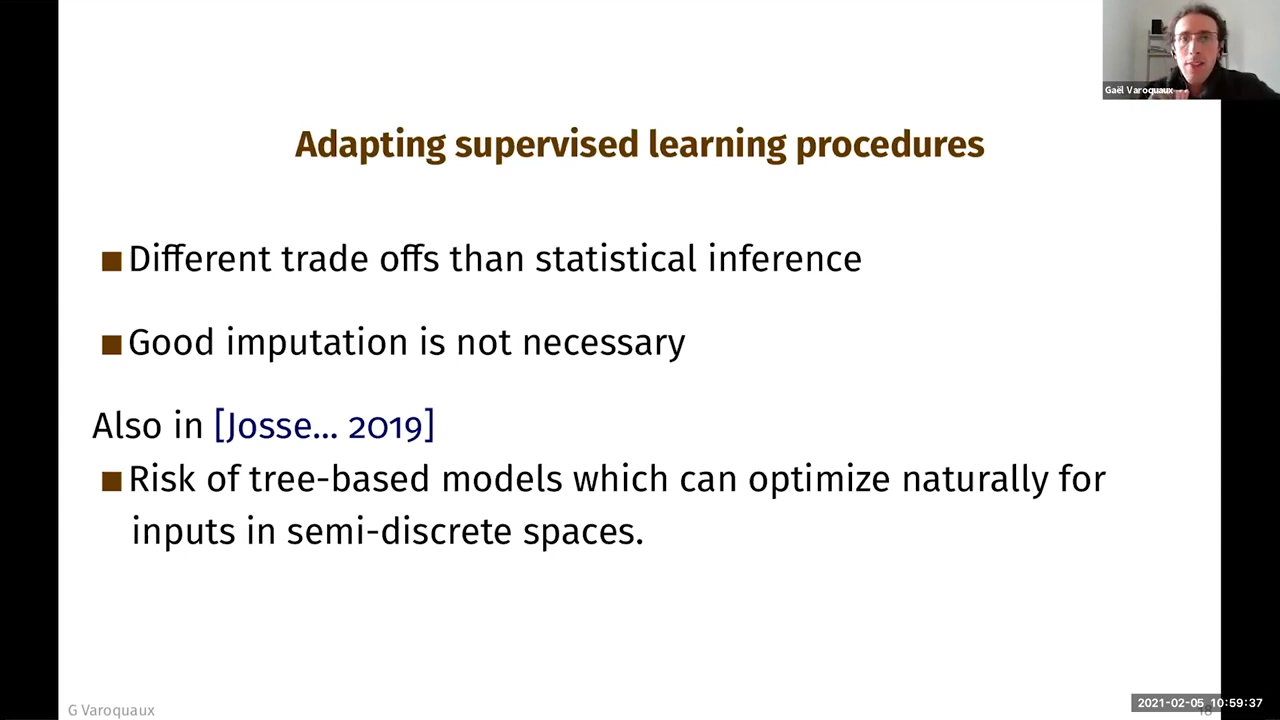 Gaël Varoquaux
Adapting supervised learning procedures
■ Different trade offs than statistical inference
■ Good imputation is not necessary
Also in [Josse... 2019]
■ Risk of tree-based models which can optimize naturally for
inputs in semi-discrete spaces.
G Varoquaux
2021-02-05 10:59:37